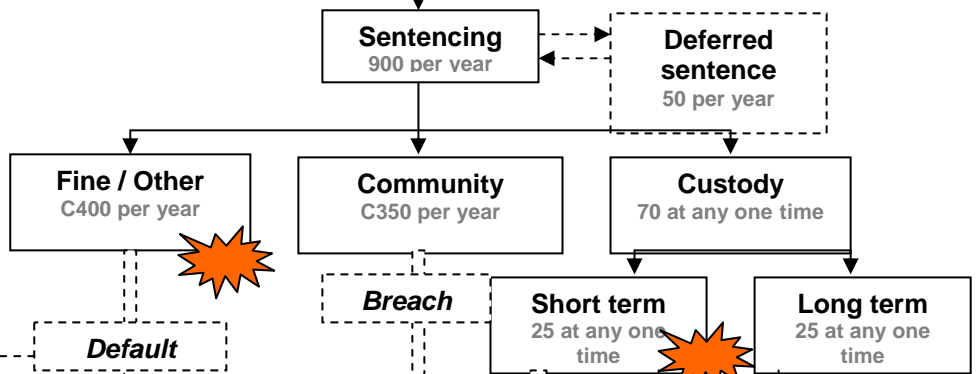 Sentencing
900 per year
Deferred
sentence
50 per year
Fine / Other
C400 per year
Community
C350 per year
Custody
70 at any one time
Breach
Short term
25 at any one
time
Long term
25 at any one
time
Default